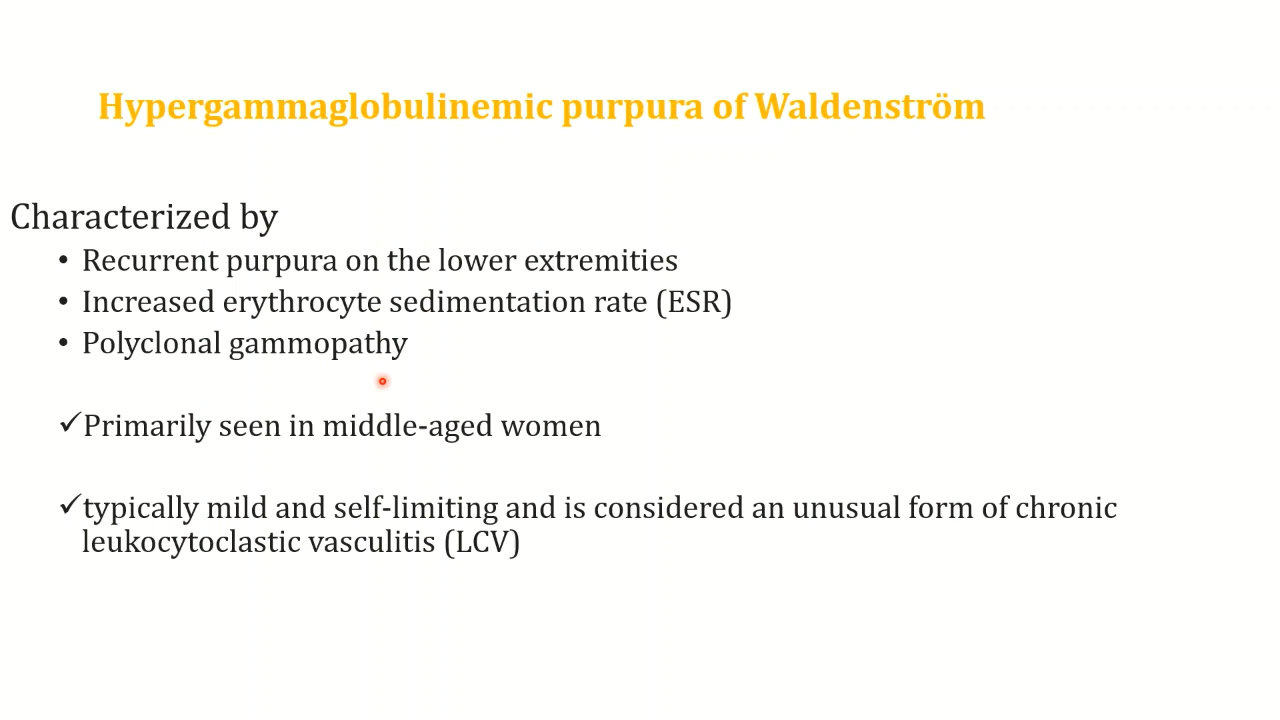 Hypergammaglobulinemic purpura of Waldenström
Characterized by
• Recurrent purpura on the lower extremities
• Increased erythrocyte sedimentation rate (ESR)
• Polyclonal gammopathy
✓Primarily seen in middle-aged women
✓typically mild and self-limiting and is considered an unusual form of chronic
leukocytoclastic vasculitis (LCV)